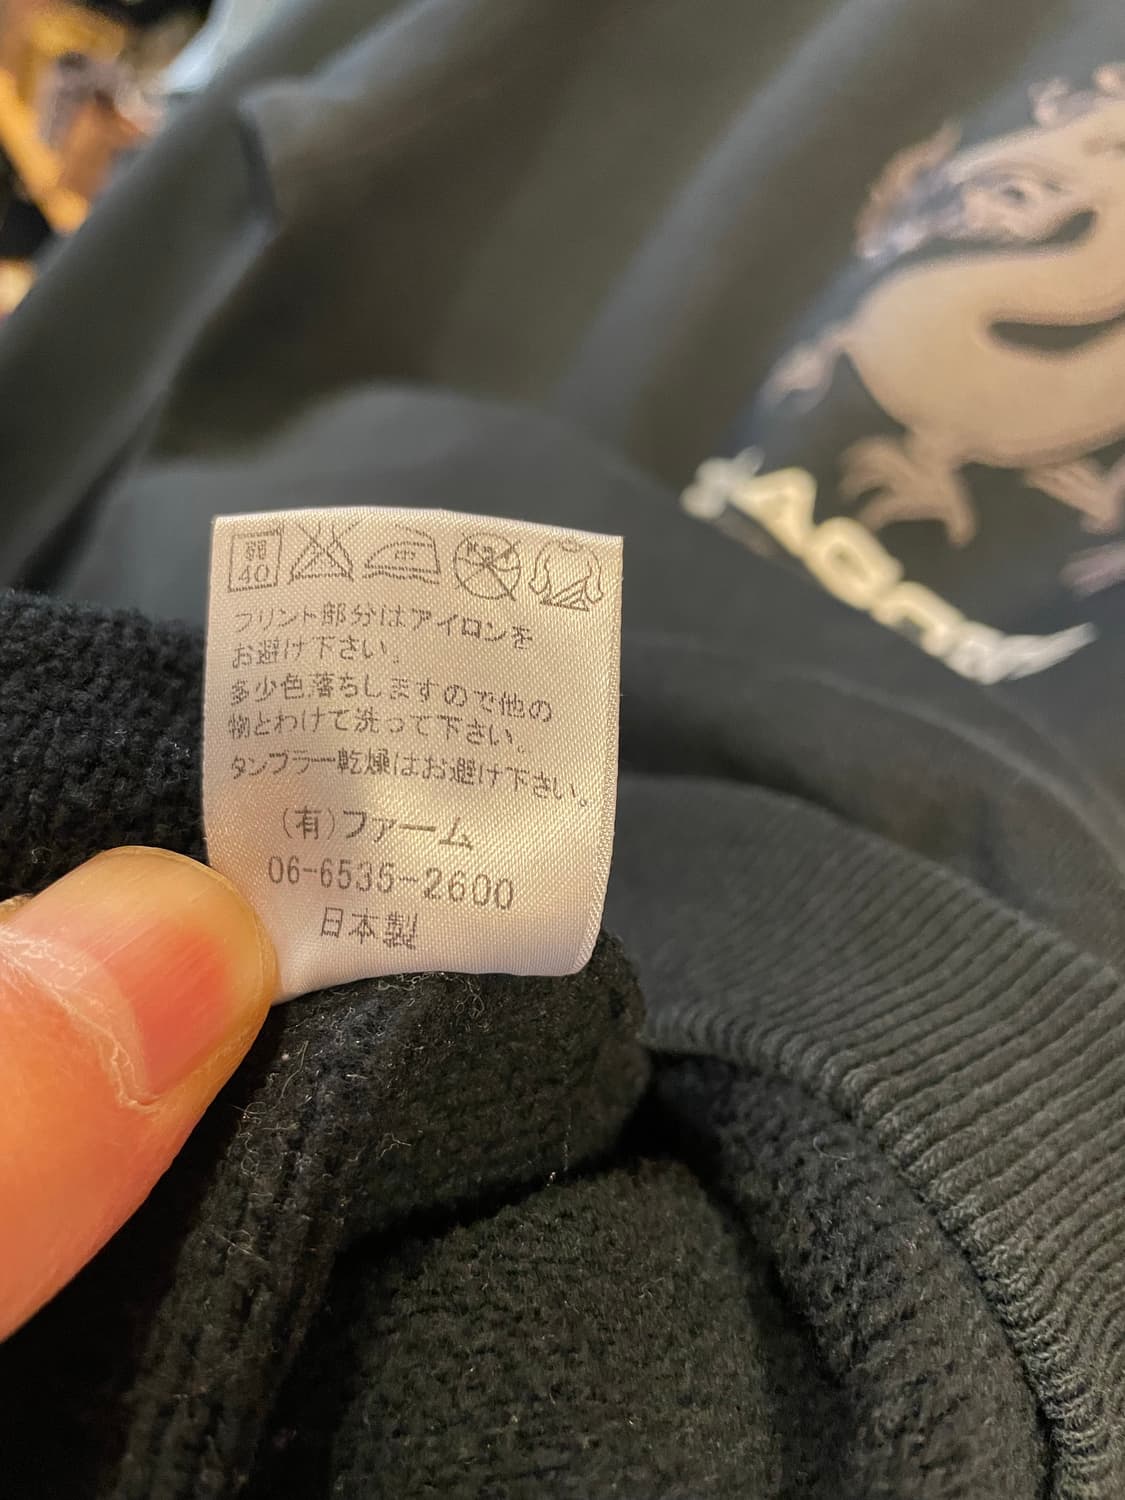 弱
40
プリント部分はアイロンを
お避け下さい。
多少色落ちしますので他の
物とわけて洗って下さい。
タンブラー乾燥はお避け下さい。
(有)ファーム
06-6535-2600
日本製